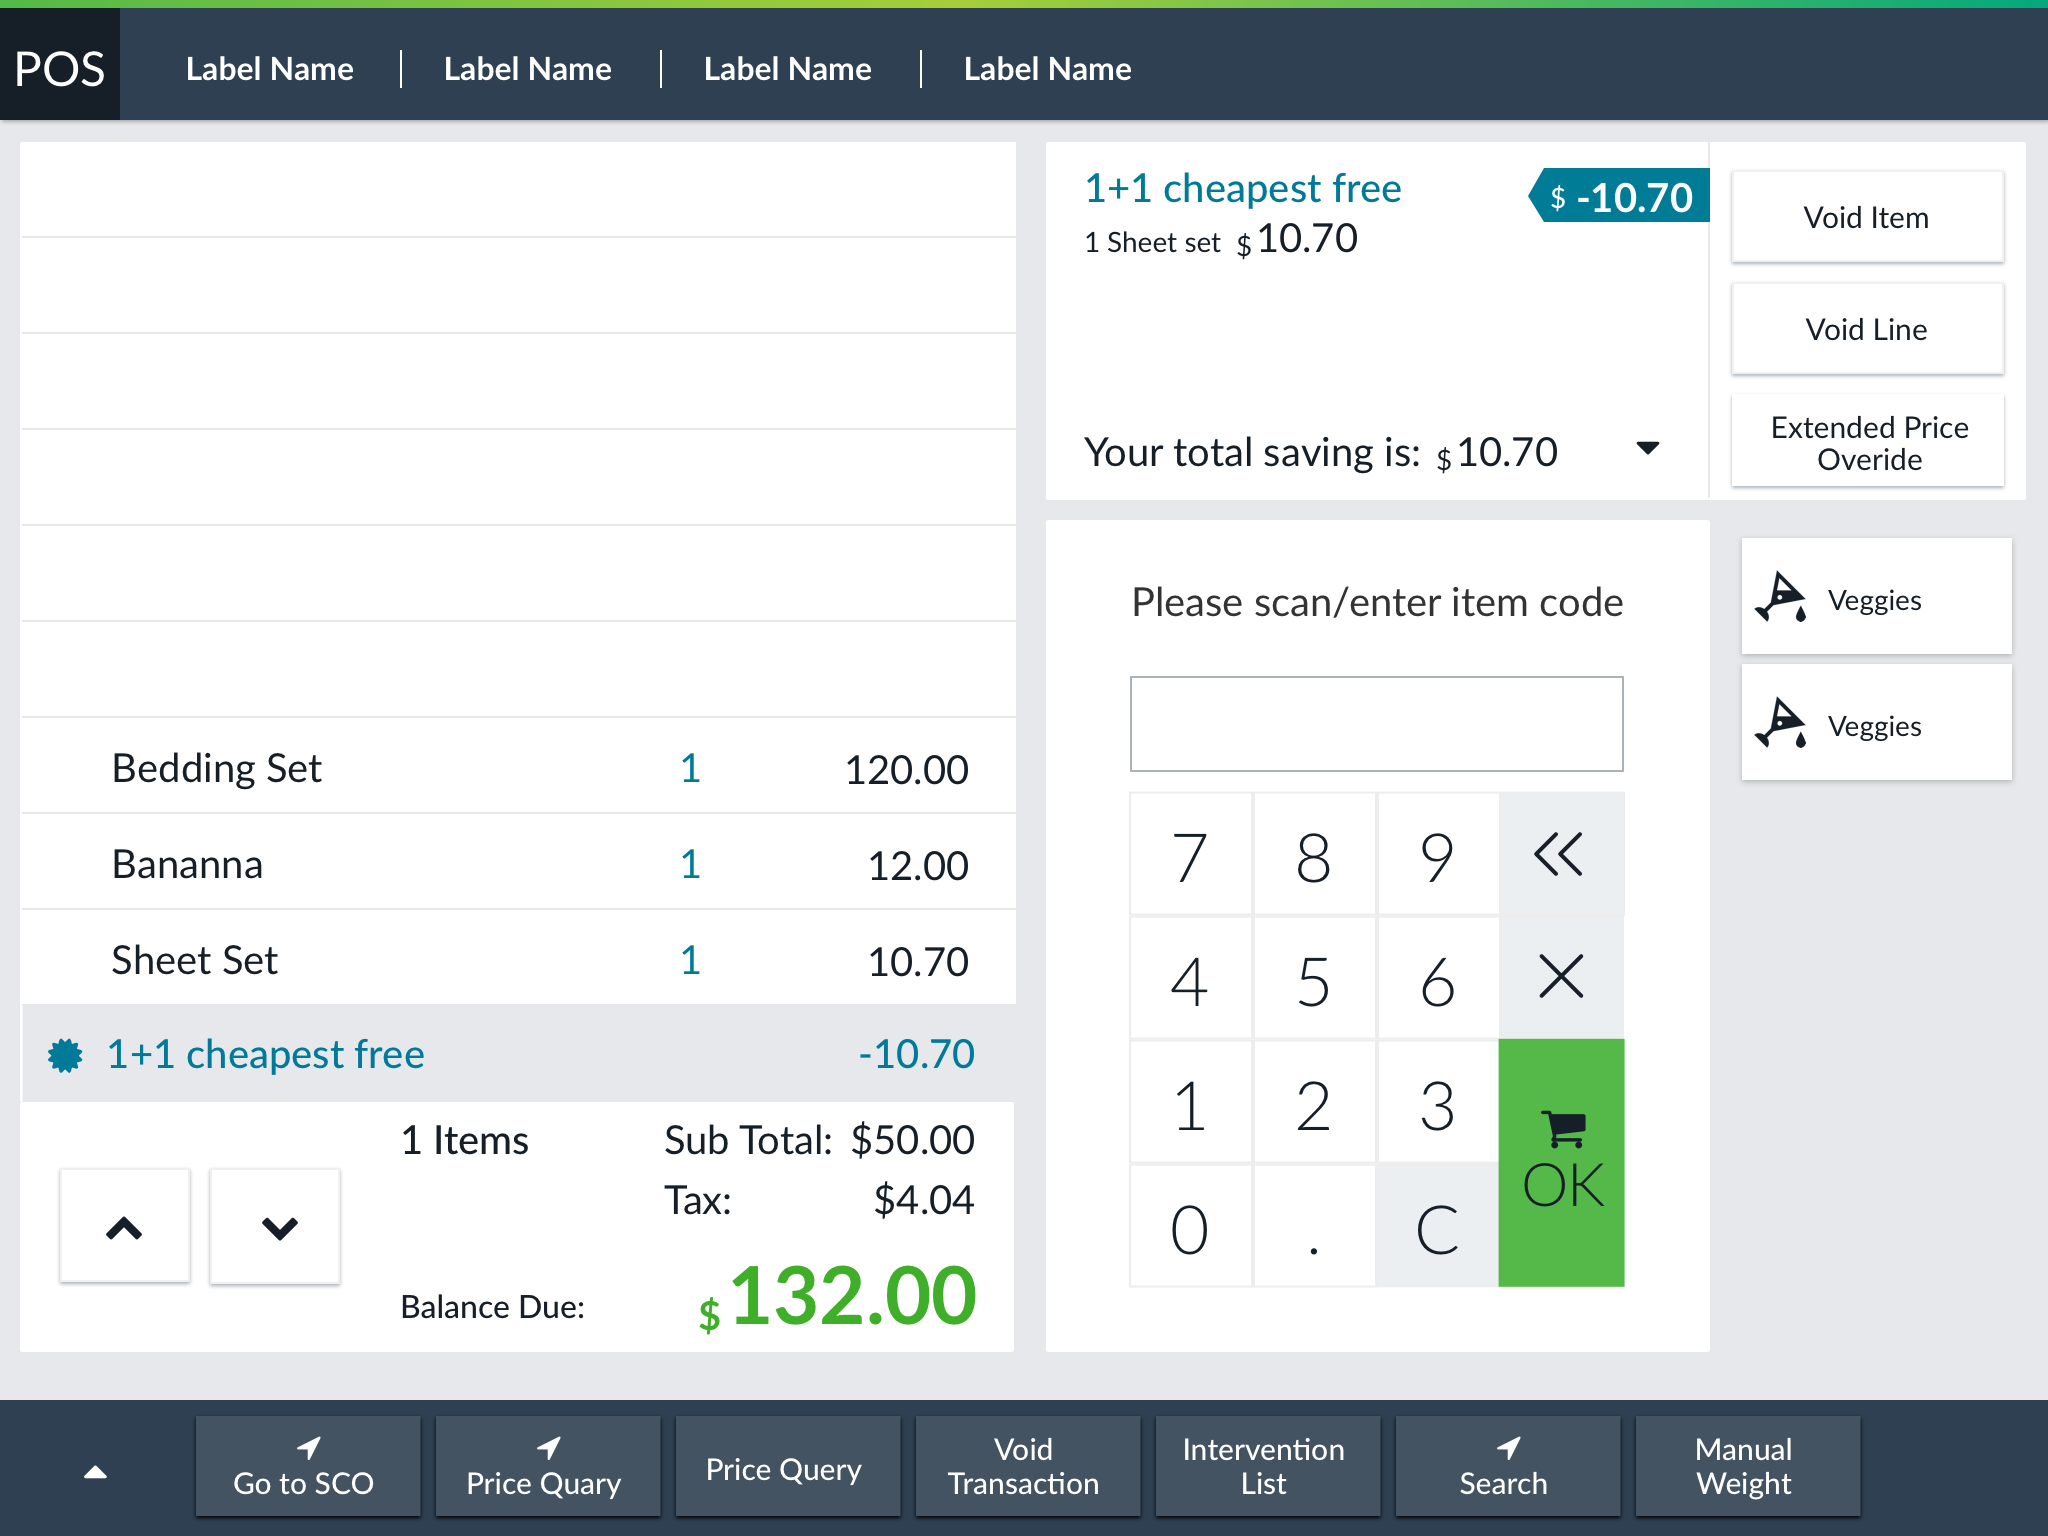 POS
Label Name
Label Name
Label Name
Label Name
1+1 cheapest free
$ -10.70
1 Sheet set $10.70
Your total saving is: $10.70
Void Item
Void Line
Extended Price
Overide
Bedding Set 1 120.00
Bananna 1 12.00
Sheet Set 1 10.70
1+1 cheapest free -10.70
1 Items
Sub Total: $50.00
Tax: $4.04
Balance Due: $132.00
Please scan/enter item code
7 8 9
4 5 6
1 2 3
0 . C
OK
Veggies
Veggies
Go to SCO
Price Quary
Price Query
Void
Transaction
Intervention
List
Search
Manual
Weight